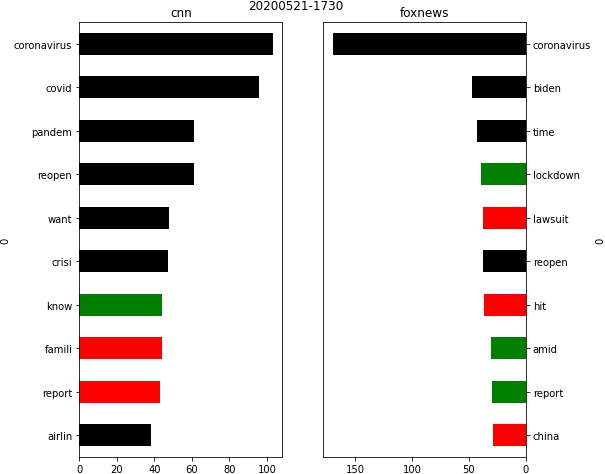 20200521-1730
cnn
foxnews
coronavirus
covid
pandem
reopen
want
crisi
know
famili
report
airlin
0 20 40 60 80 100
0
coronavirus
biden
time
lockdown
lawsuit
reopen
hit
amid
report
china
150 100 50 0
0